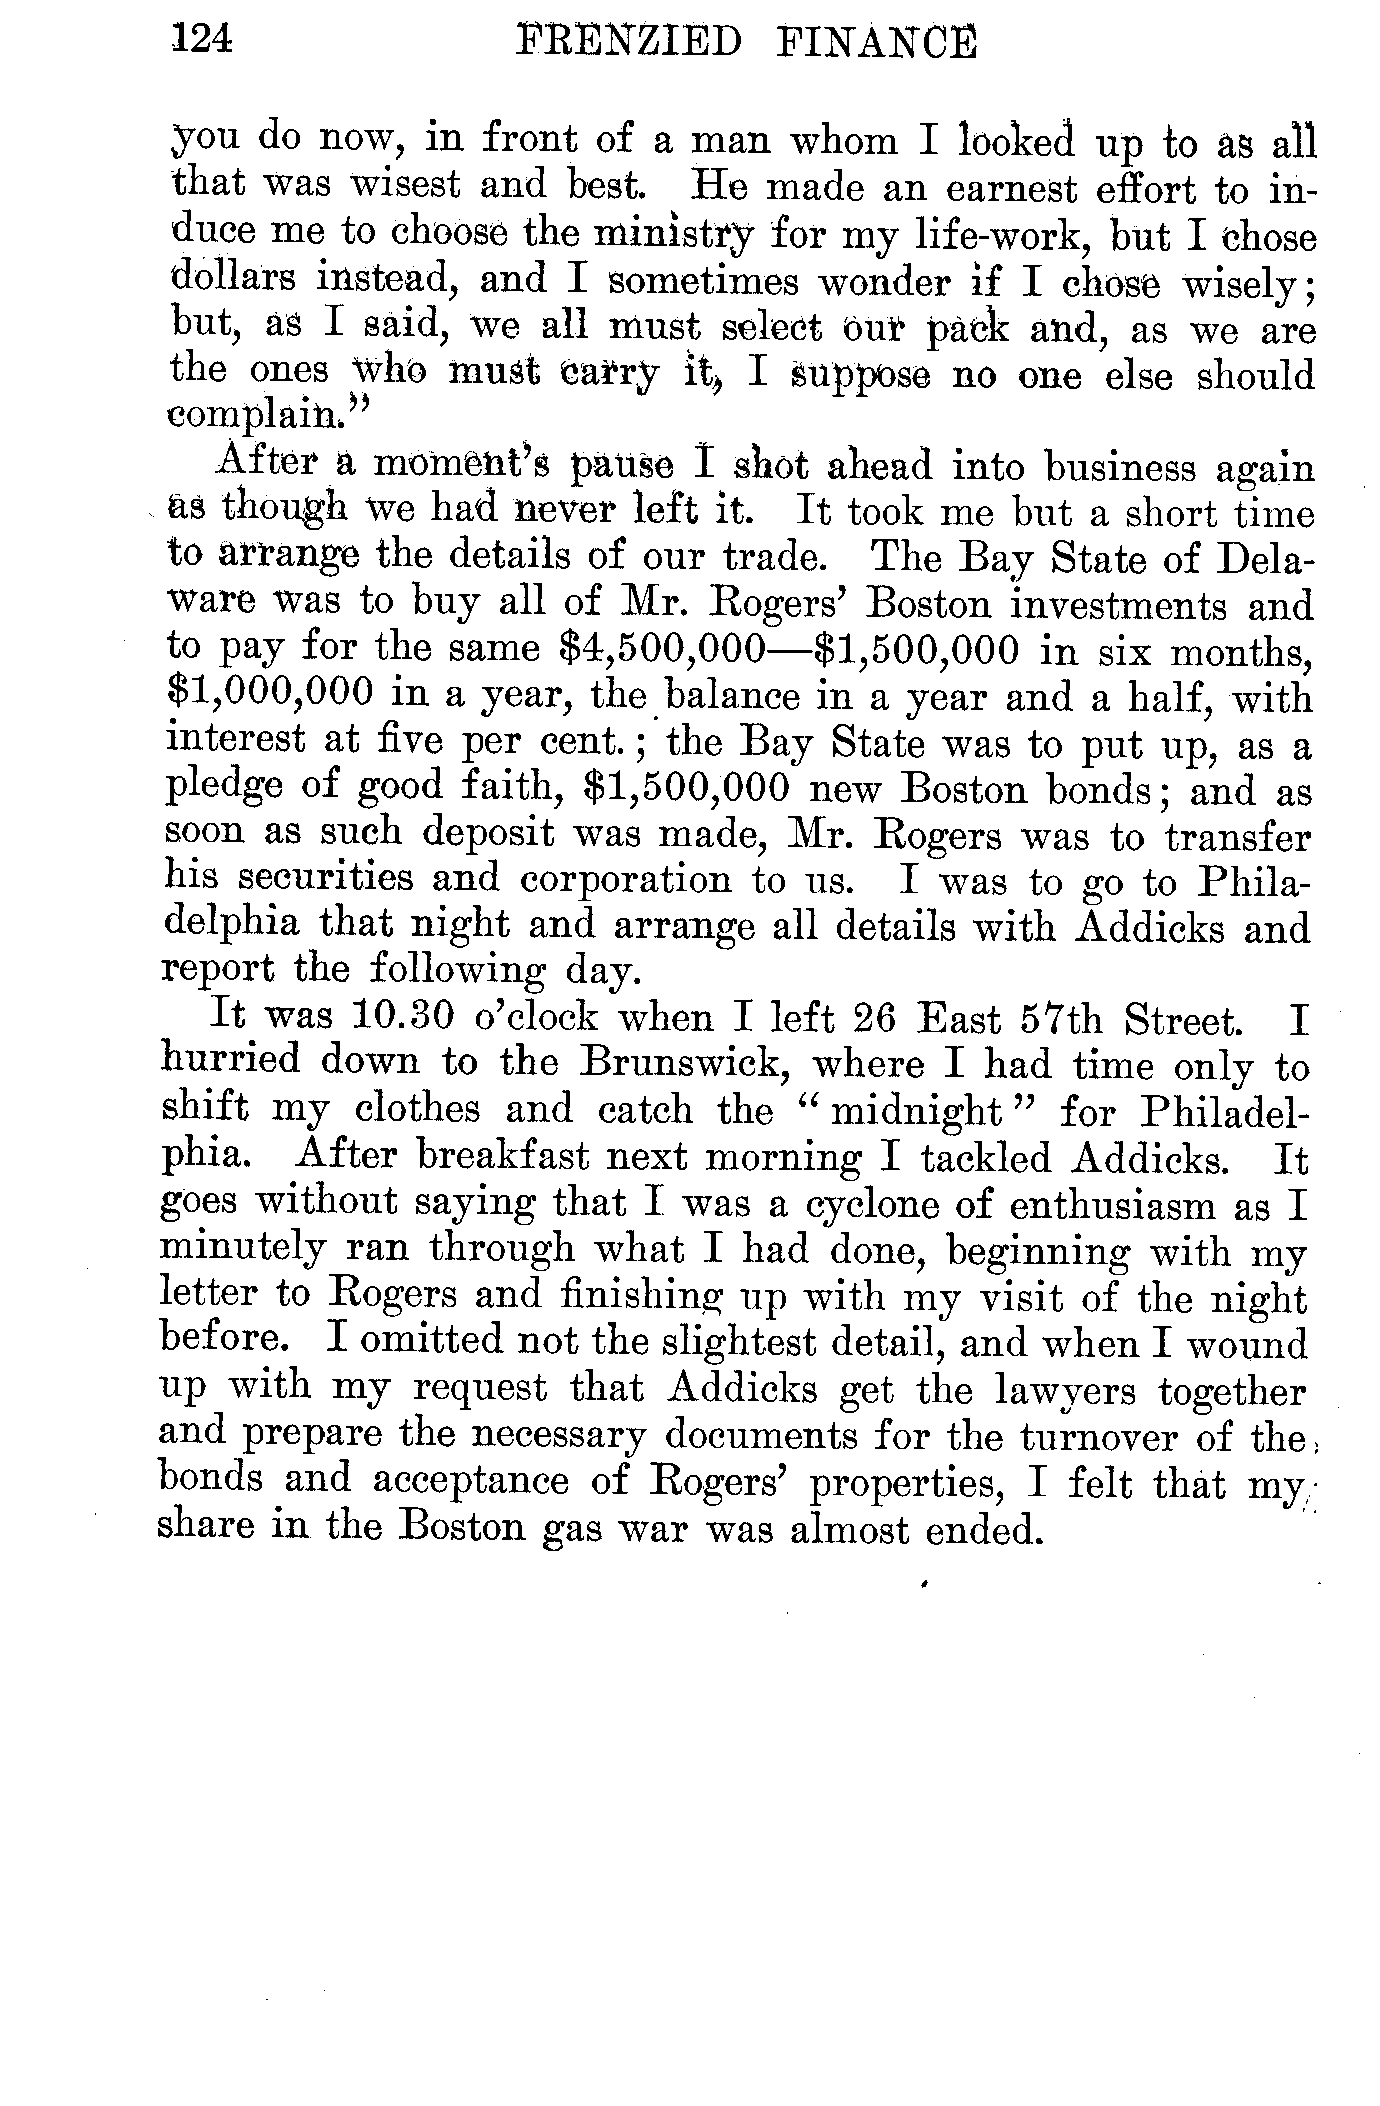 124 FRENZIED FINANCE
you do now, in front of a man whom I looked up to as all
that was wisest and best. He made an earnest effort to in-
duce me to choose the ministry for my life-work, but I chose
dollars instead, and I sometimes wonder if I chose wisely;
but, as I said, we all must select our pack and, as we are
the ones who must carry it, I suppose no one else should
complain."
After a moment's pause I shot ahead into business again
as though we had never left it. It took me but a short time
to arrange the details of our trade. The Bay State of Dela-
ware was to buy all of Mr. Rogers' Boston investments and
to pay for the same $4,500,000—$1,500,000 in six months,
$1,000,000 in a year, the balance in a year and a half, with
interest at five per cent.; the Bay State was to put up, as a
pledge of good faith, $1,500,000 new Boston bonds; and as
soon as such deposit was made, Mr. Rogers was to transfer
his securities and corporation to us. I was to go to Phila-
delphia that night and arrange all details with Addicks and
report the following day.
It was 10.30 o'clock when I left 26 East 57th Street. I
hurried down to the Brunswick, where I had time only to
shift my clothes and catch the "midnight" for Philadel-
phia. After breakfast next morning I tackled Addicks. It
goes without saying that I was a cyclone of enthusiasm as I
minutely ran through what I had done, beginning with my
letter to Rogers and finishing up with my visit of the night
before. I omitted not the slightest detail, and when I wound
up with my request that Addicks get the lawyers together
and prepare the necessary documents for the turnover of the
bonds and acceptance of Rogers' properties, I felt that my
share in the Boston gas war was almost ended.